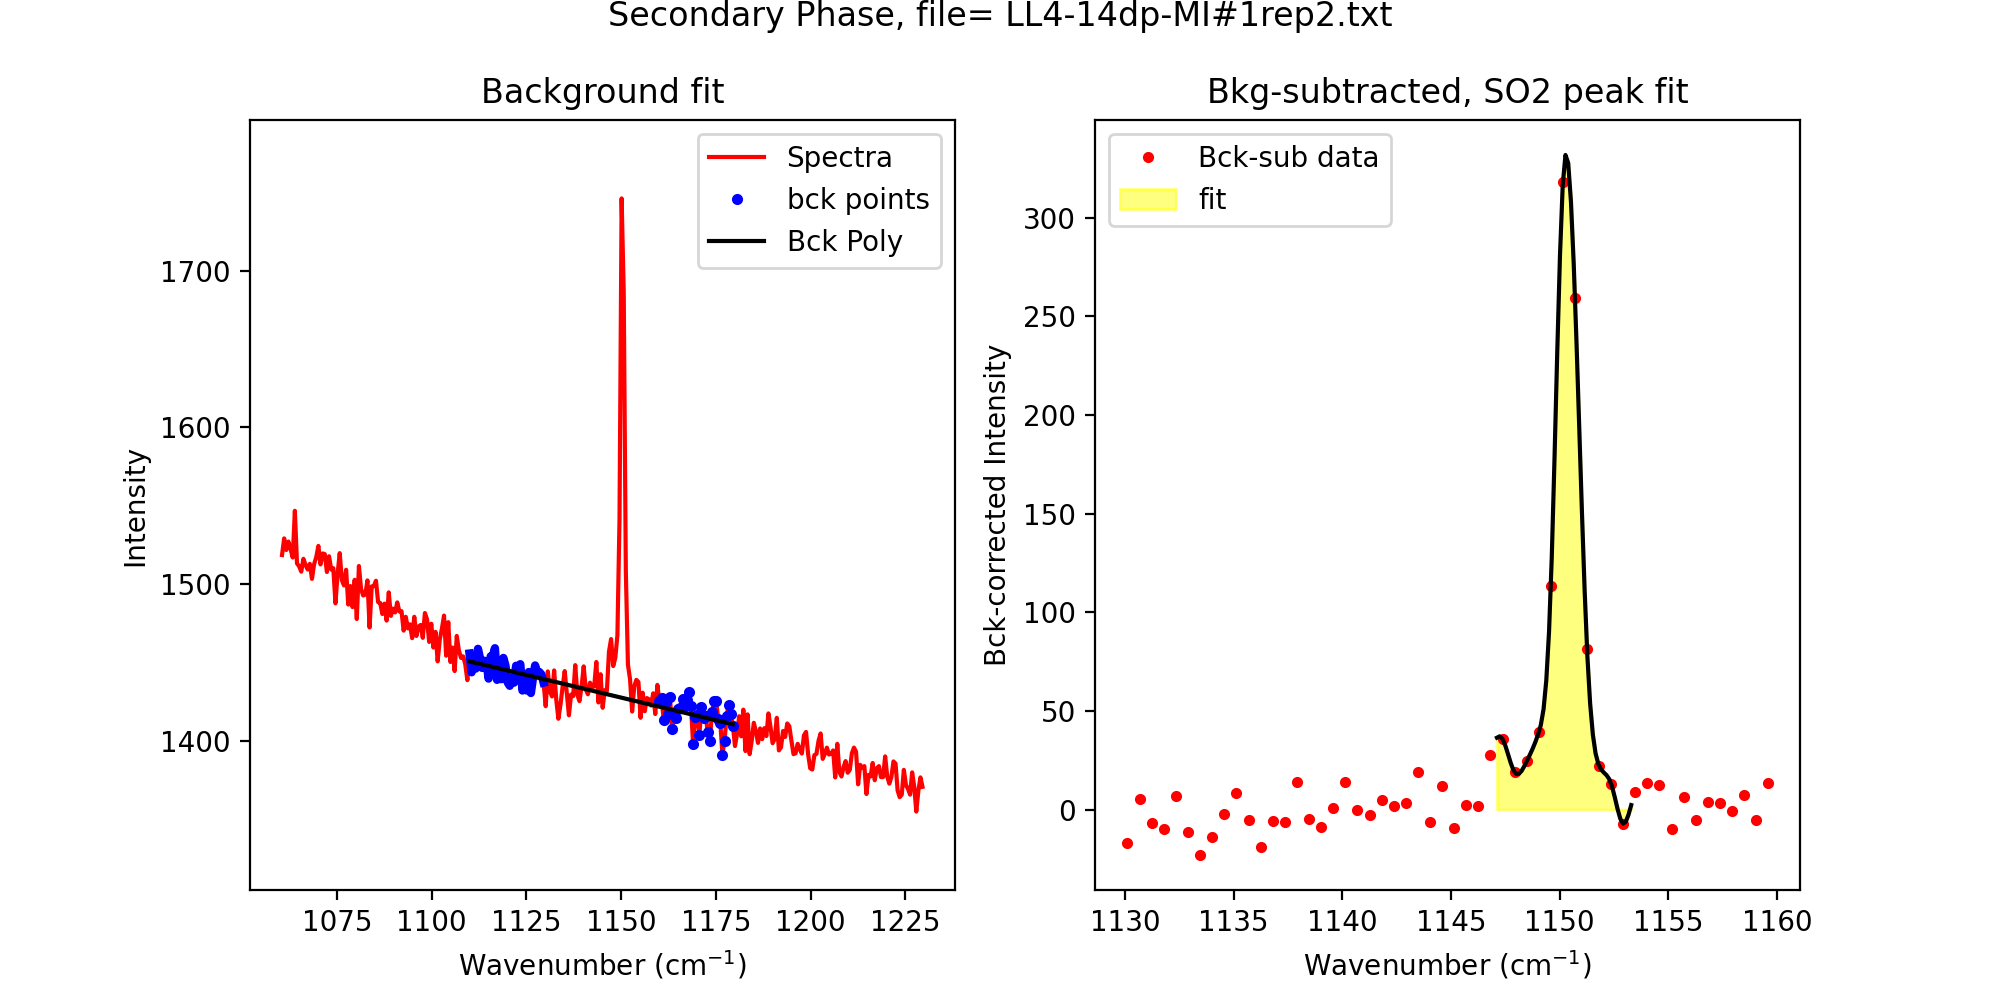 Secondary Phase, file= LL4-14dp-MI#1rep2.txt
Background fit
Spectra
bck points
Bck Poly
Intensity
1700
1600
1500
1400
1075 1100 1125 1150 1175 1200 1225
Wavenumber (cm⁻¹)
Bkg-subtracted, SO2 peak fit
Bck-sub data
fit
Bck-corrected Intensity
300
250
200
150
100
50
0
1130 1135 1140 1145 1150 1155 1160
Wavenumber (cm⁻¹)